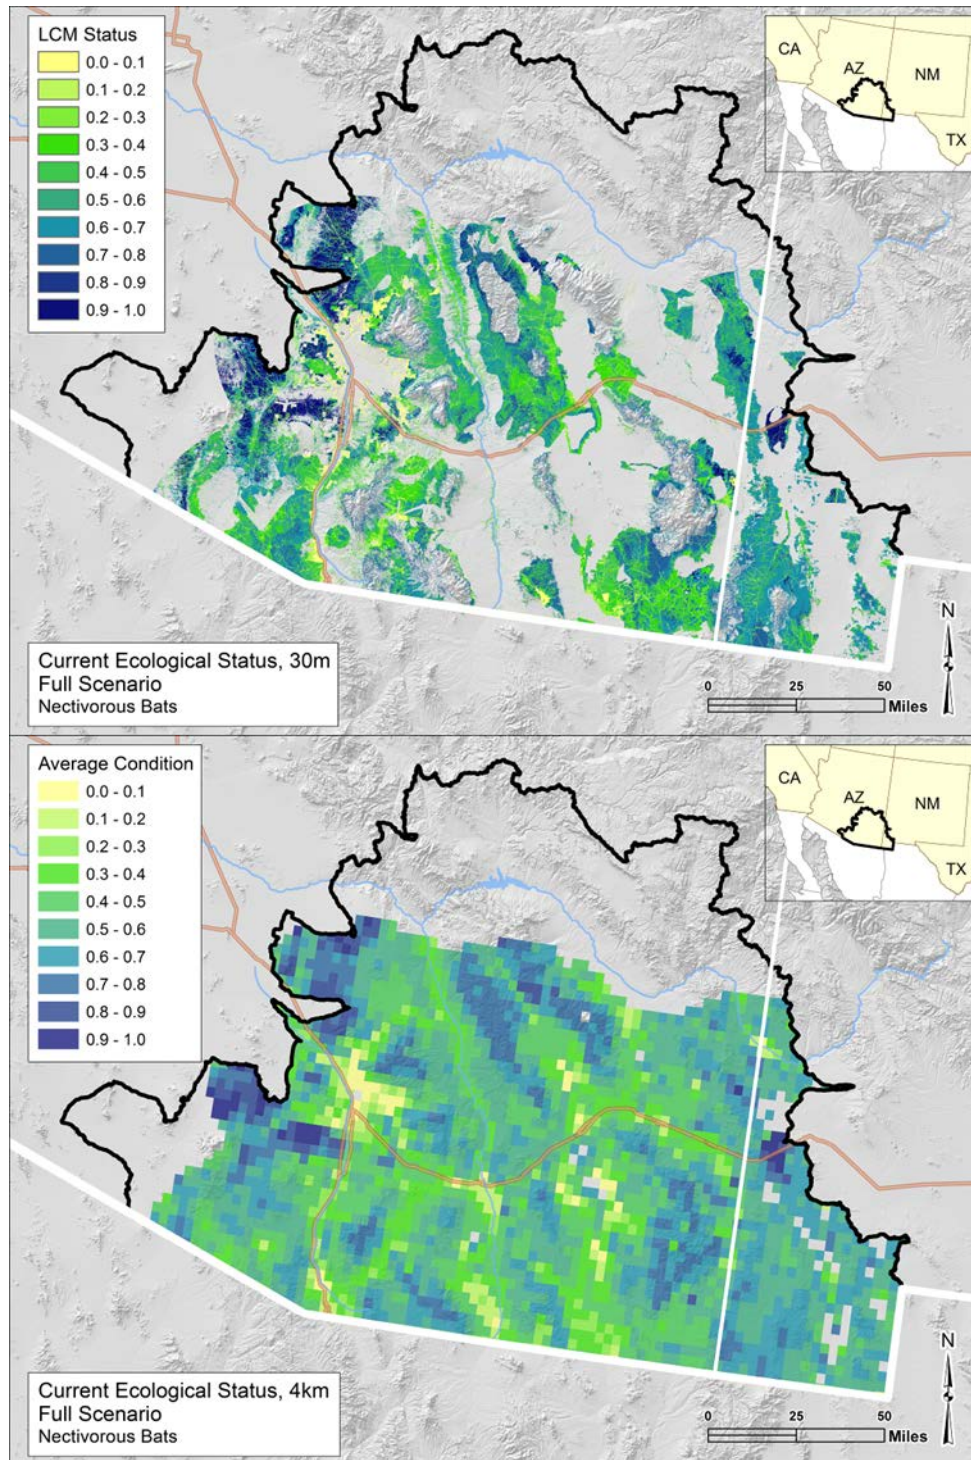 LCM Status
0.0 - 0.1
0.1 - 0.2
0.2 - 0.3
0.3 - 0.4
0.4 - 0.5
0.5 - 0.6
0.6 - 0.7
0.7 - 0.8
0.8 - 0.9
0.9 - 1.0
CA
AZ
NM
TX
Current Ecological Status, 30m
Full Scenario
Nectivorous Bats
N
0 25 50
Miles
Average Condition
0.0 - 0.1
0.1 - 0.2
0.2 - 0.3
0.3 - 0.4
0.4 - 0.5
0.5 - 0.6
0.6 - 0.7
0.7 - 0.8
0.8 - 0.9
0.9 - 1.0
CA
AZ
NM
TX
Current Ecological Status, 4km
Full Scenario
Nectivorous Bats
N
0 25 50
Miles